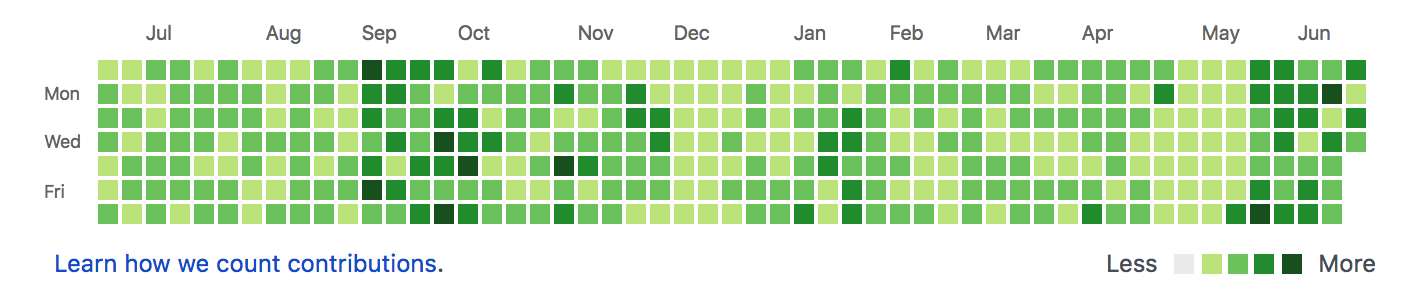 Jul Aug Sep Oct Nov Dec Jan Feb Mar Apr May Jun
Mon
Wed
Fri
Learn how we count contributions. Less More